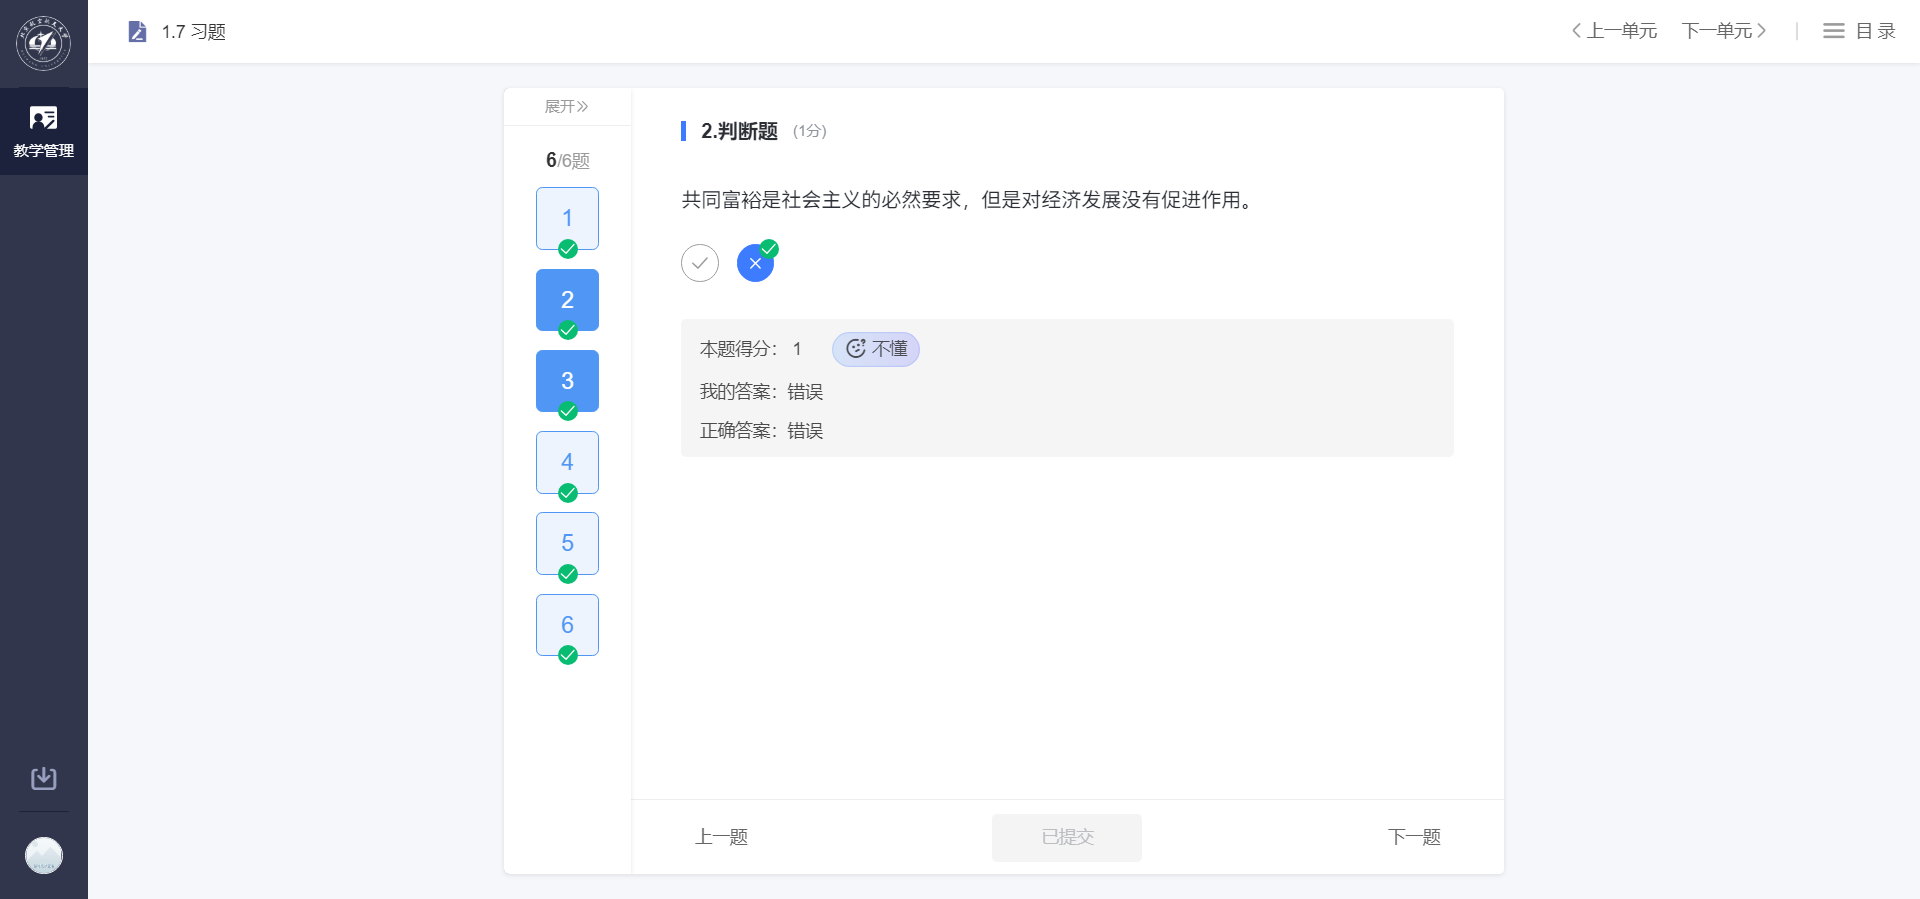 1.7 习题
上一单元 下一单元 目录
教学管理
展开
6/6题
1
2
3
4
5
6
2.判断题 (1分)
共同富裕是社会主义的必然要求，但是对经济发展没有促进作用。
本题得分： 1 不懂
我的答案：错误
正确答案：错误
上一题 已提交 下一题